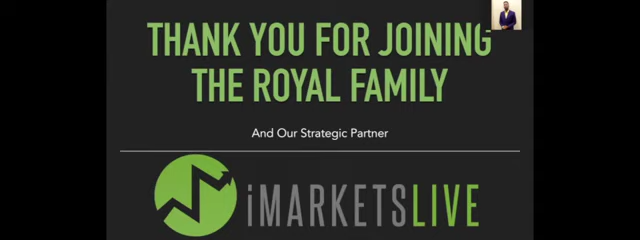 THANK YOU FOR JOINING
THE ROYAL FAMILY
And Our Strategic Partner
iMARKETSLIVE